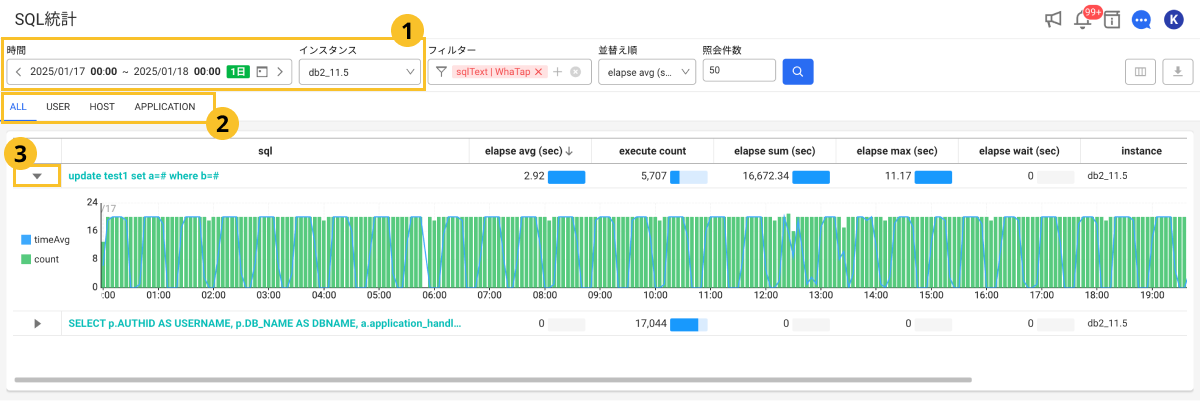 SQL統計
99+
K
1
時間
インスタンス
フィルター
並替え順
照会件数
2025/01/17 00:00 ~ 2025/01/18 00:00 1日
db2_11.5
sqlText | WhaTap
elapse avg (s...
50
ALL USER HOST APPLICATION
2
3
sql elapse avg (sec) execute count elapse sum (sec) elapse max (sec) elapse wait (sec) instance
update test1 set a=# where b=# 2.92 5,707 16,672.34 11.17 0 db2_11.5
24
16
8
0
/17
timeAvg
count
:00 01:00 02:00 03:00 04:00 05:00 06:00 07:00 08:00 09:00 10:00 11:00 12:00 13:00 14:00 15:00 16:00 17:00 18:00 19:00
SELECT p.AUTHID AS USERNAME, p.DB_NAME AS DBNAME, a.application_handl... 0 17,044 0 0 0 db2_11.5